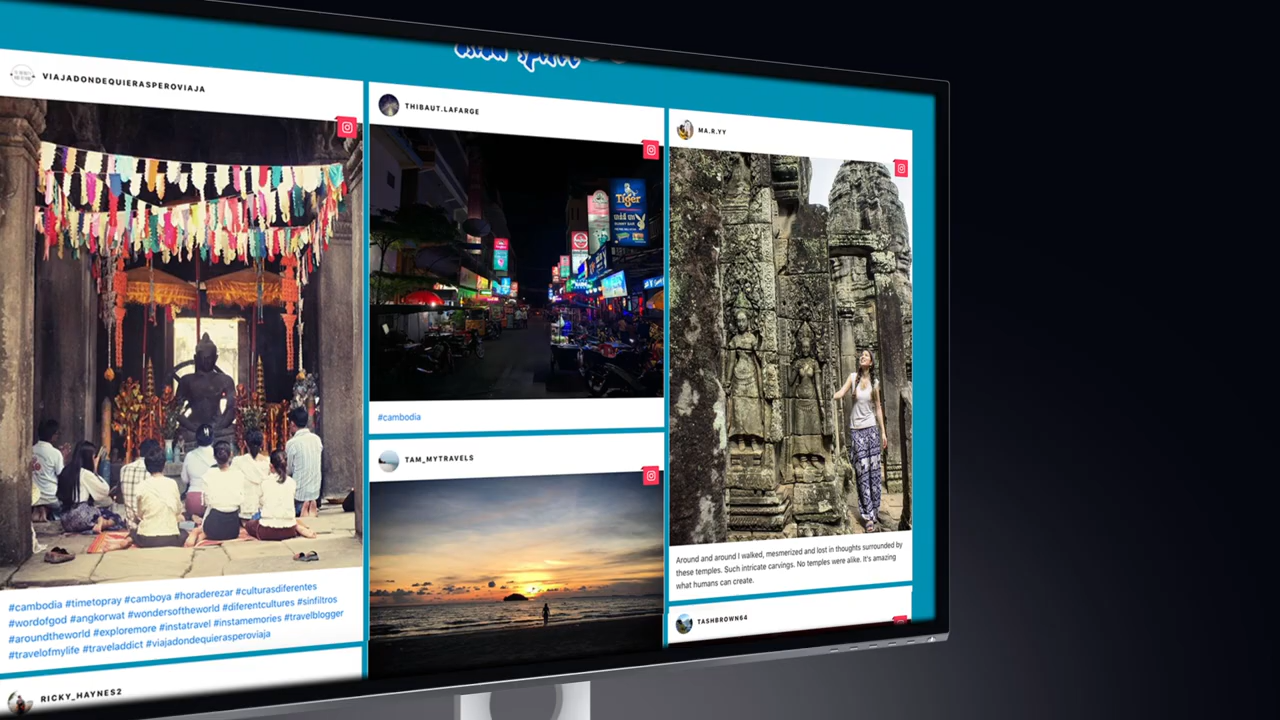 VIAJADONDEQUIERASPEROVIAJA
#cambodia #timetopray #camboya #horaderezar #culturasdiferentes
#wordofgod #angkorwat #wondersoftheworld #diferentcultures #sinfiltros
#aroundtheworld #exploremore #instatravel #instamemories #travelblogger
#travelofmylife #traveladdict #viajadondequierasperoviaja
RICKY_HAYNES2
THIBAUT.LAFARGE
Tiger
#cambodia
TAM_MYTRAVELS
MA.R.YY
Around and around I walked, mesmerized and lost in thoughts surrounded by
these temples. Such intricate carvings. No temples were alike. It's amazing
what humans can create.
TASHBROWN64